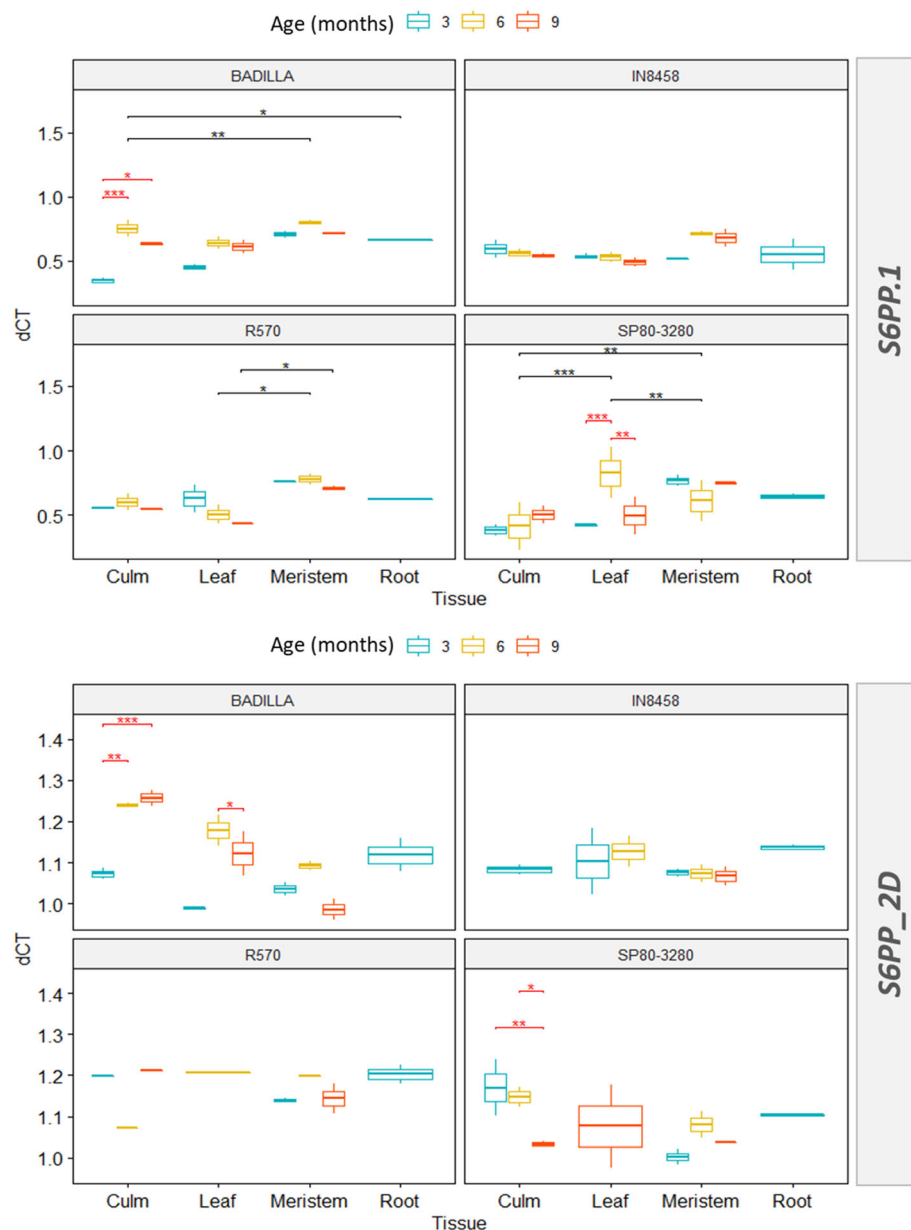 Age (months) 3 6 9
BADILLA IN8458
* **
* ***
1.5
1.0
0.5
R570 SP80-3280
* *
** *** **
*** **
1.5
1.0
0.5
dCT
Culm Leaf Meristem Root Culm Leaf Meristem Root
Tissue
S6PP.1
Age (months) 3 6 9
BADILLA IN8458
*** ** *
1.4
1.3
1.2
1.1
1.0
R570 SP80-3280
* **
1.4
1.3
1.2
1.1
1.0
dCT
Culm Leaf Meristem Root Culm Leaf Meristem Root
Tissue
S6PP_2D